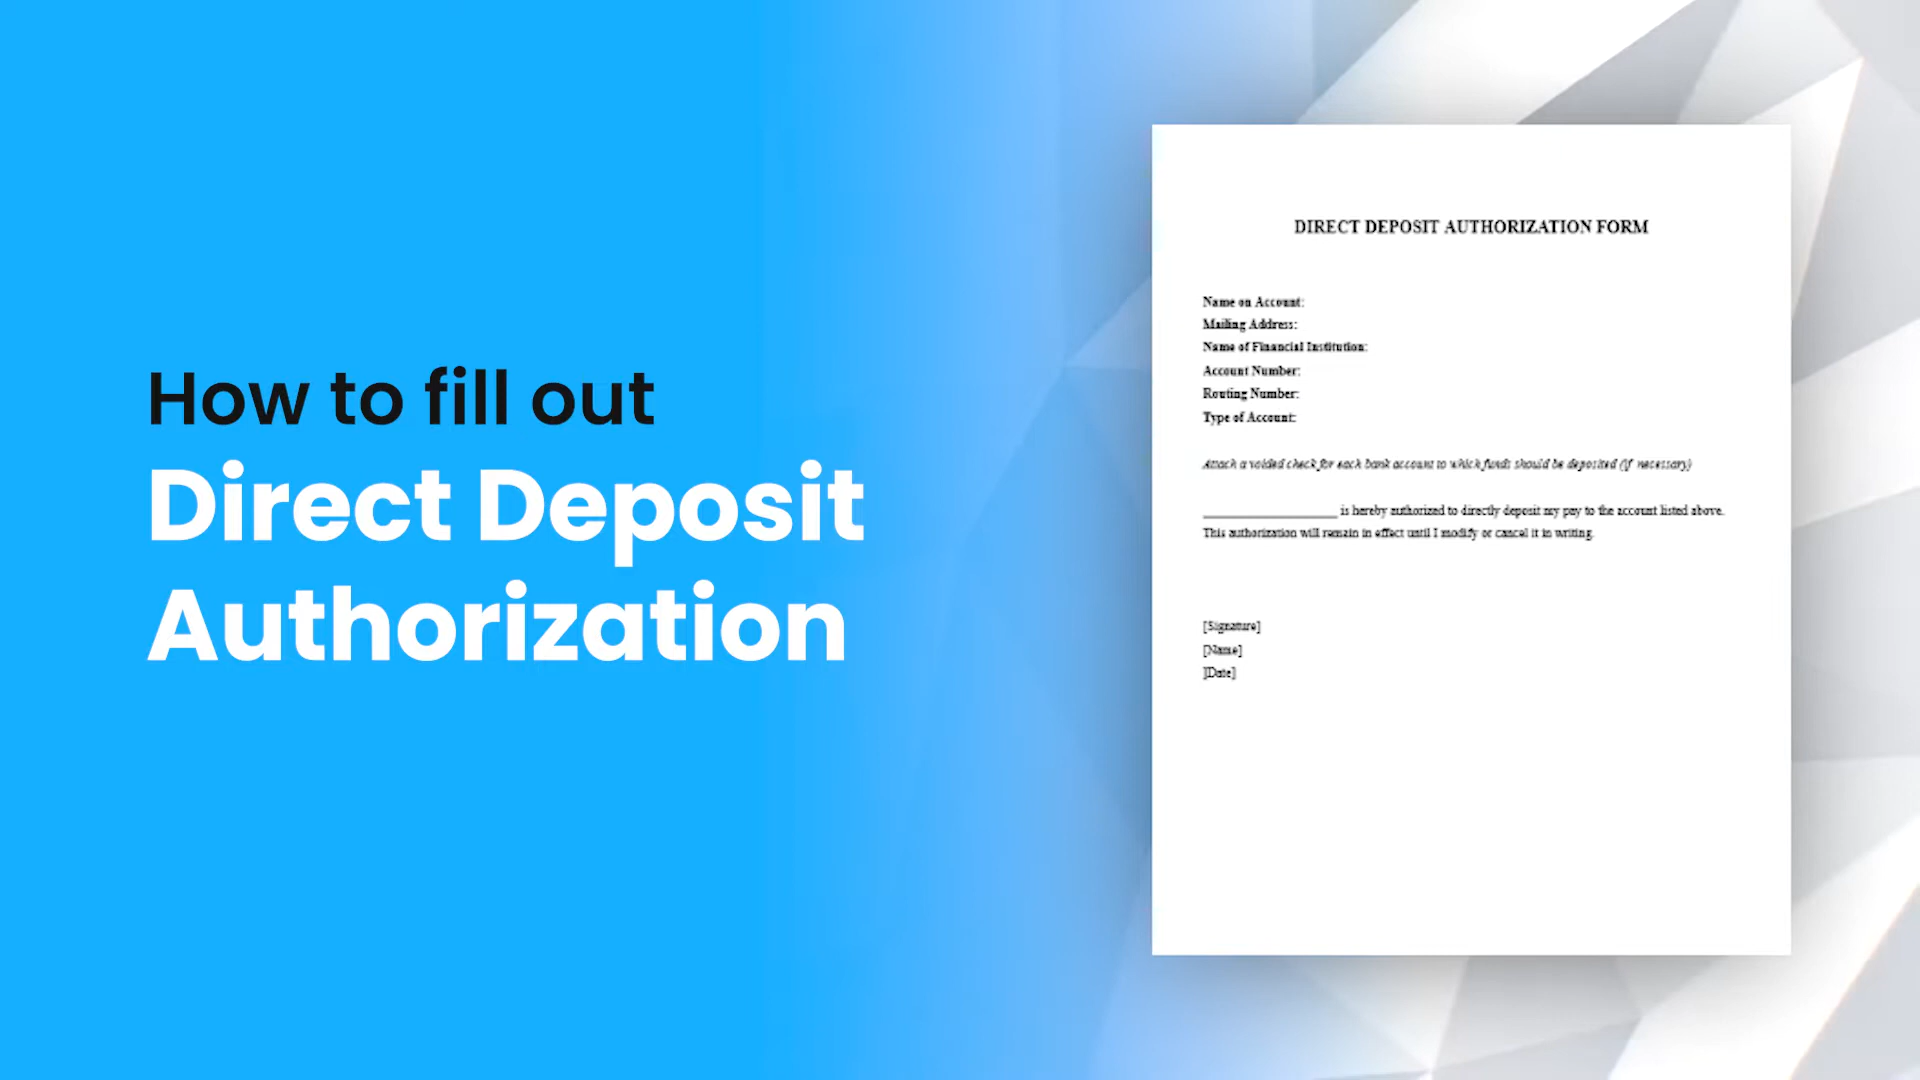 How to fill out
Direct Deposit
Authorization
DIRECT DEPOSIT AUTHORIZATION FORM
Name on Account:
Mailing Address:
Name of Financial Institution:
Account Number:
Routing Number:
Type of Account:
Attach a voided check for each bank account to which funds should be deposited (if necessary)
____________________ is hereby authorized to directly deposit my pay to the account listed above.
This authorization will remain in effect until I modify or cancel it in writing.
[Signature]
[Name]
]Date]